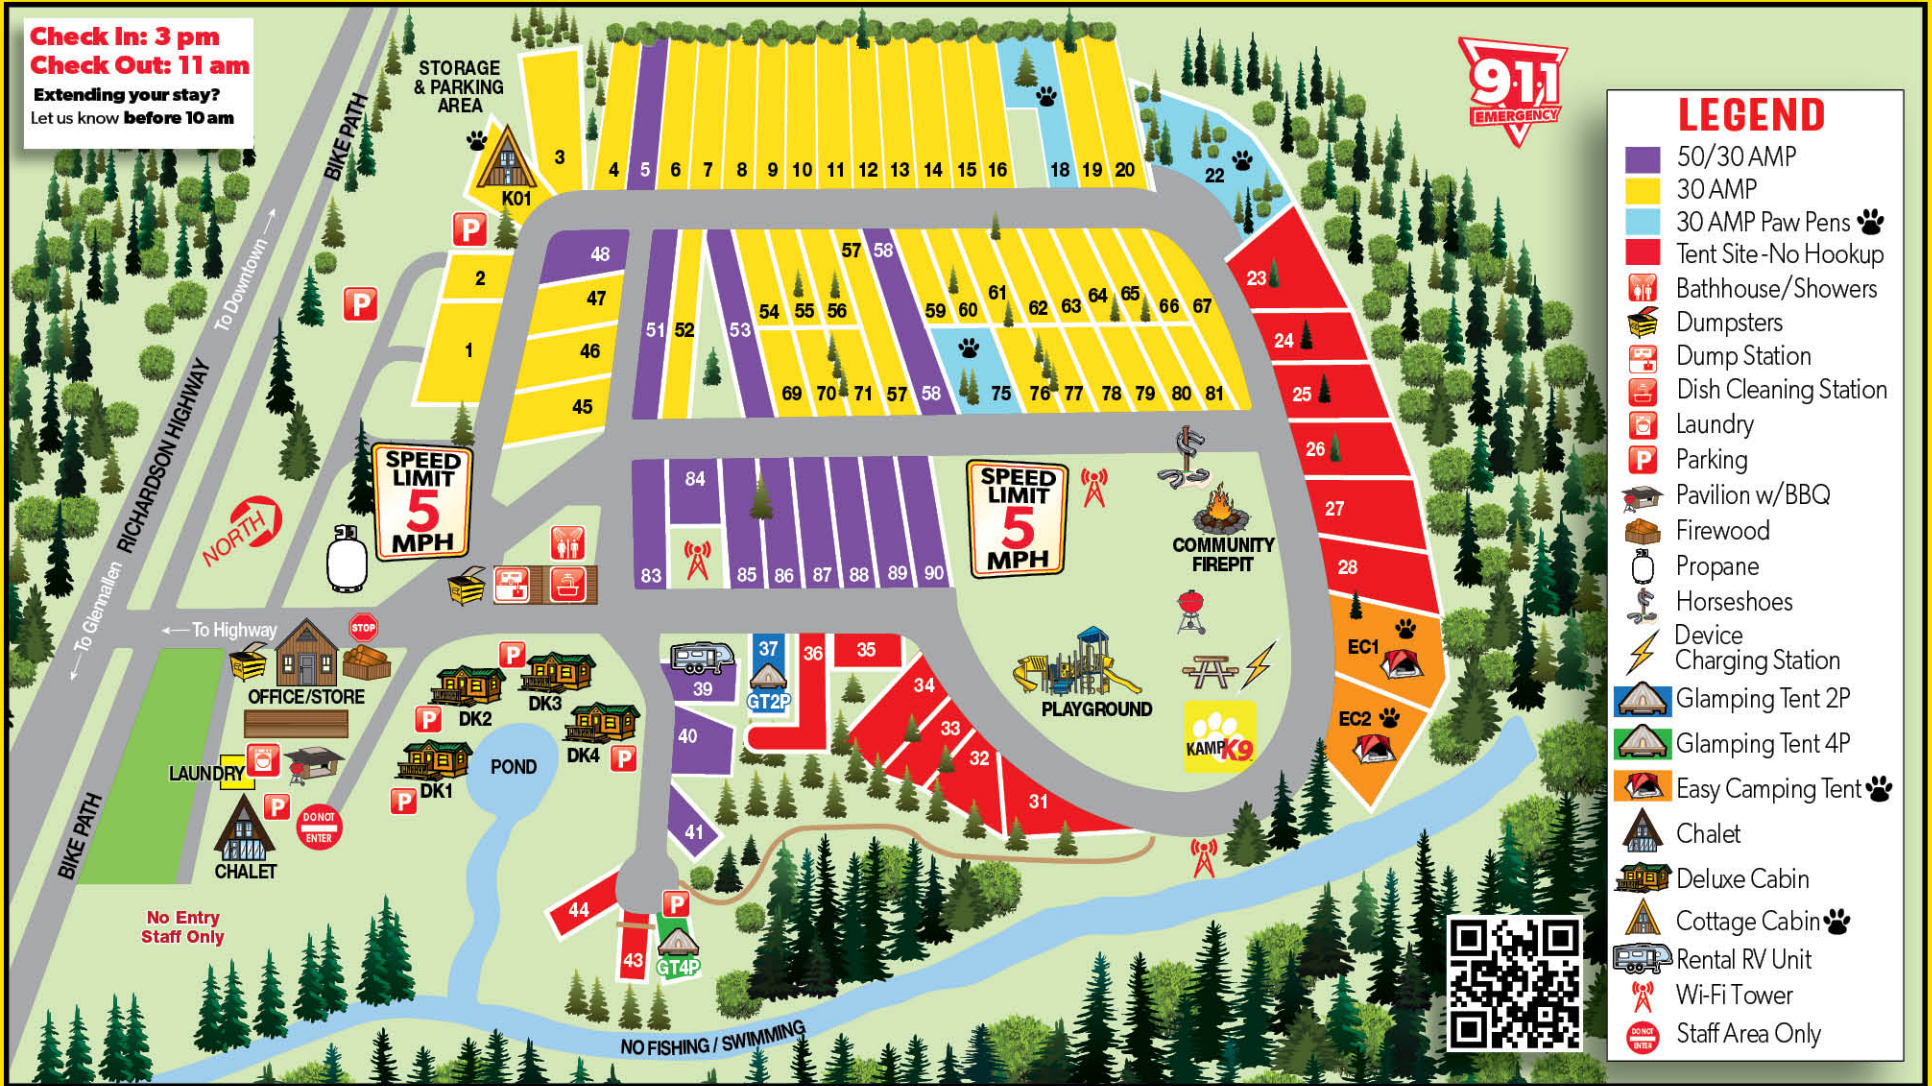 Check In: 3 pm
Check Out: 11 am
Extending your stay?
Let us know before 10 am
STORAGE
& PARKING
AREA
BIKE PATH
To Downtown →
RICHARDSON HIGHWAY
← To Glennallen
BIKE PATH
NORTH
← To Highway
STOP
9·1·1
EMERGENCY
K01
3
4
5
6
7
8
9
10
11
12
13
14
15
16
18
19
20
22
P
P
2
1
48
47
46
45
51
52
53
54
55
56
57
58
59
60
61
62
63
64
65
66
67
69
70
71
57
58
75
76
77
78
79
80
81
23
24
25
26
27
28
EC1
EC2
SPEED
LIMIT
5
MPH
83
84
85
86
87
88
89
90
SPEED
LIMIT
5
MPH
COMMUNITY
FIREPIT
PLAYGROUND
KAMP K9
OFFICE/STORE
LAUNDRY
P
DO NOT
ENTER
CHALET
No Entry
Staff Only
P
DK2
DK3
P
DK4
P
DK1
P
POND
39
40
41
37
GT2P
36
35
34
33
32
31
44
43
P
GT4P
NO FISHING / SWIMMING
LEGEND
50/30 AMP
30 AMP
30 AMP Paw Pens
Tent Site-No Hookup
Bathhouse/Showers
Dumpsters
Dump Station
Dish Cleaning Station
Laundry
P Parking
Pavilion w/BBQ
Firewood
Propane
Horseshoes
Device
Charging Station
Glamping Tent 2P
Glamping Tent 4P
Easy Camping Tent
Chalet
Deluxe Cabin
Cottage Cabin
Rental RV Unit
Wi-Fi Tower
DO NOT
ENTER
Staff Area Only